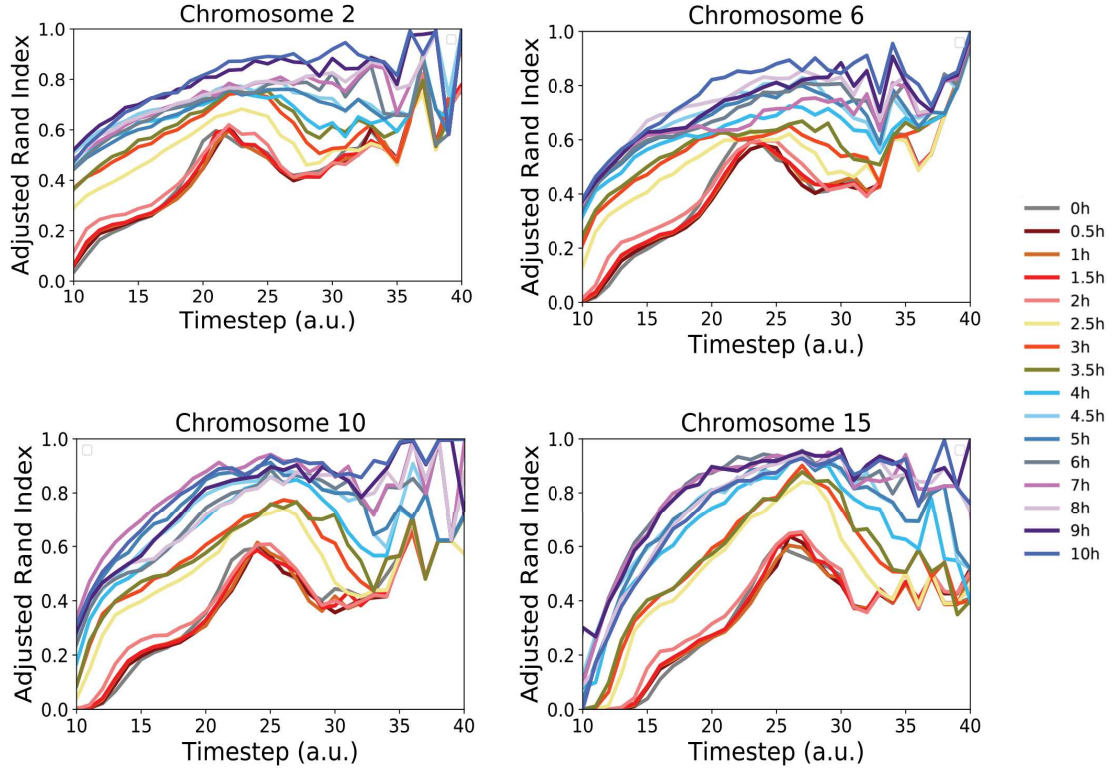 Chromosome 2
Adjusted Rand Index
1.0
0.8
0.6
0.4
0.2
0.0
10 15 20 25 30 35 40
Timestep (a.u.)
Chromosome 6
Adjusted Rand Index
1.0
0.8
0.6
0.4
0.2
0.0
10 15 20 25 30 35 40
Timestep (a.u.)
0h
0.5h
1h
1.5h
2h
2.5h
3h
3.5h
4h
4.5h
5h
6h
7h
8h
9h
10h
Chromosome 10
Adjusted Rand Index
1.0
0.8
0.6
0.4
0.2
0.0
10 15 20 25 30 35 40
Timestep (a.u.)
Chromosome 15
Adjusted Rand Index
1.0
0.8
0.6
0.4
0.2
0.0
10 15 20 25 30 35 40
Timestep (a.u.)